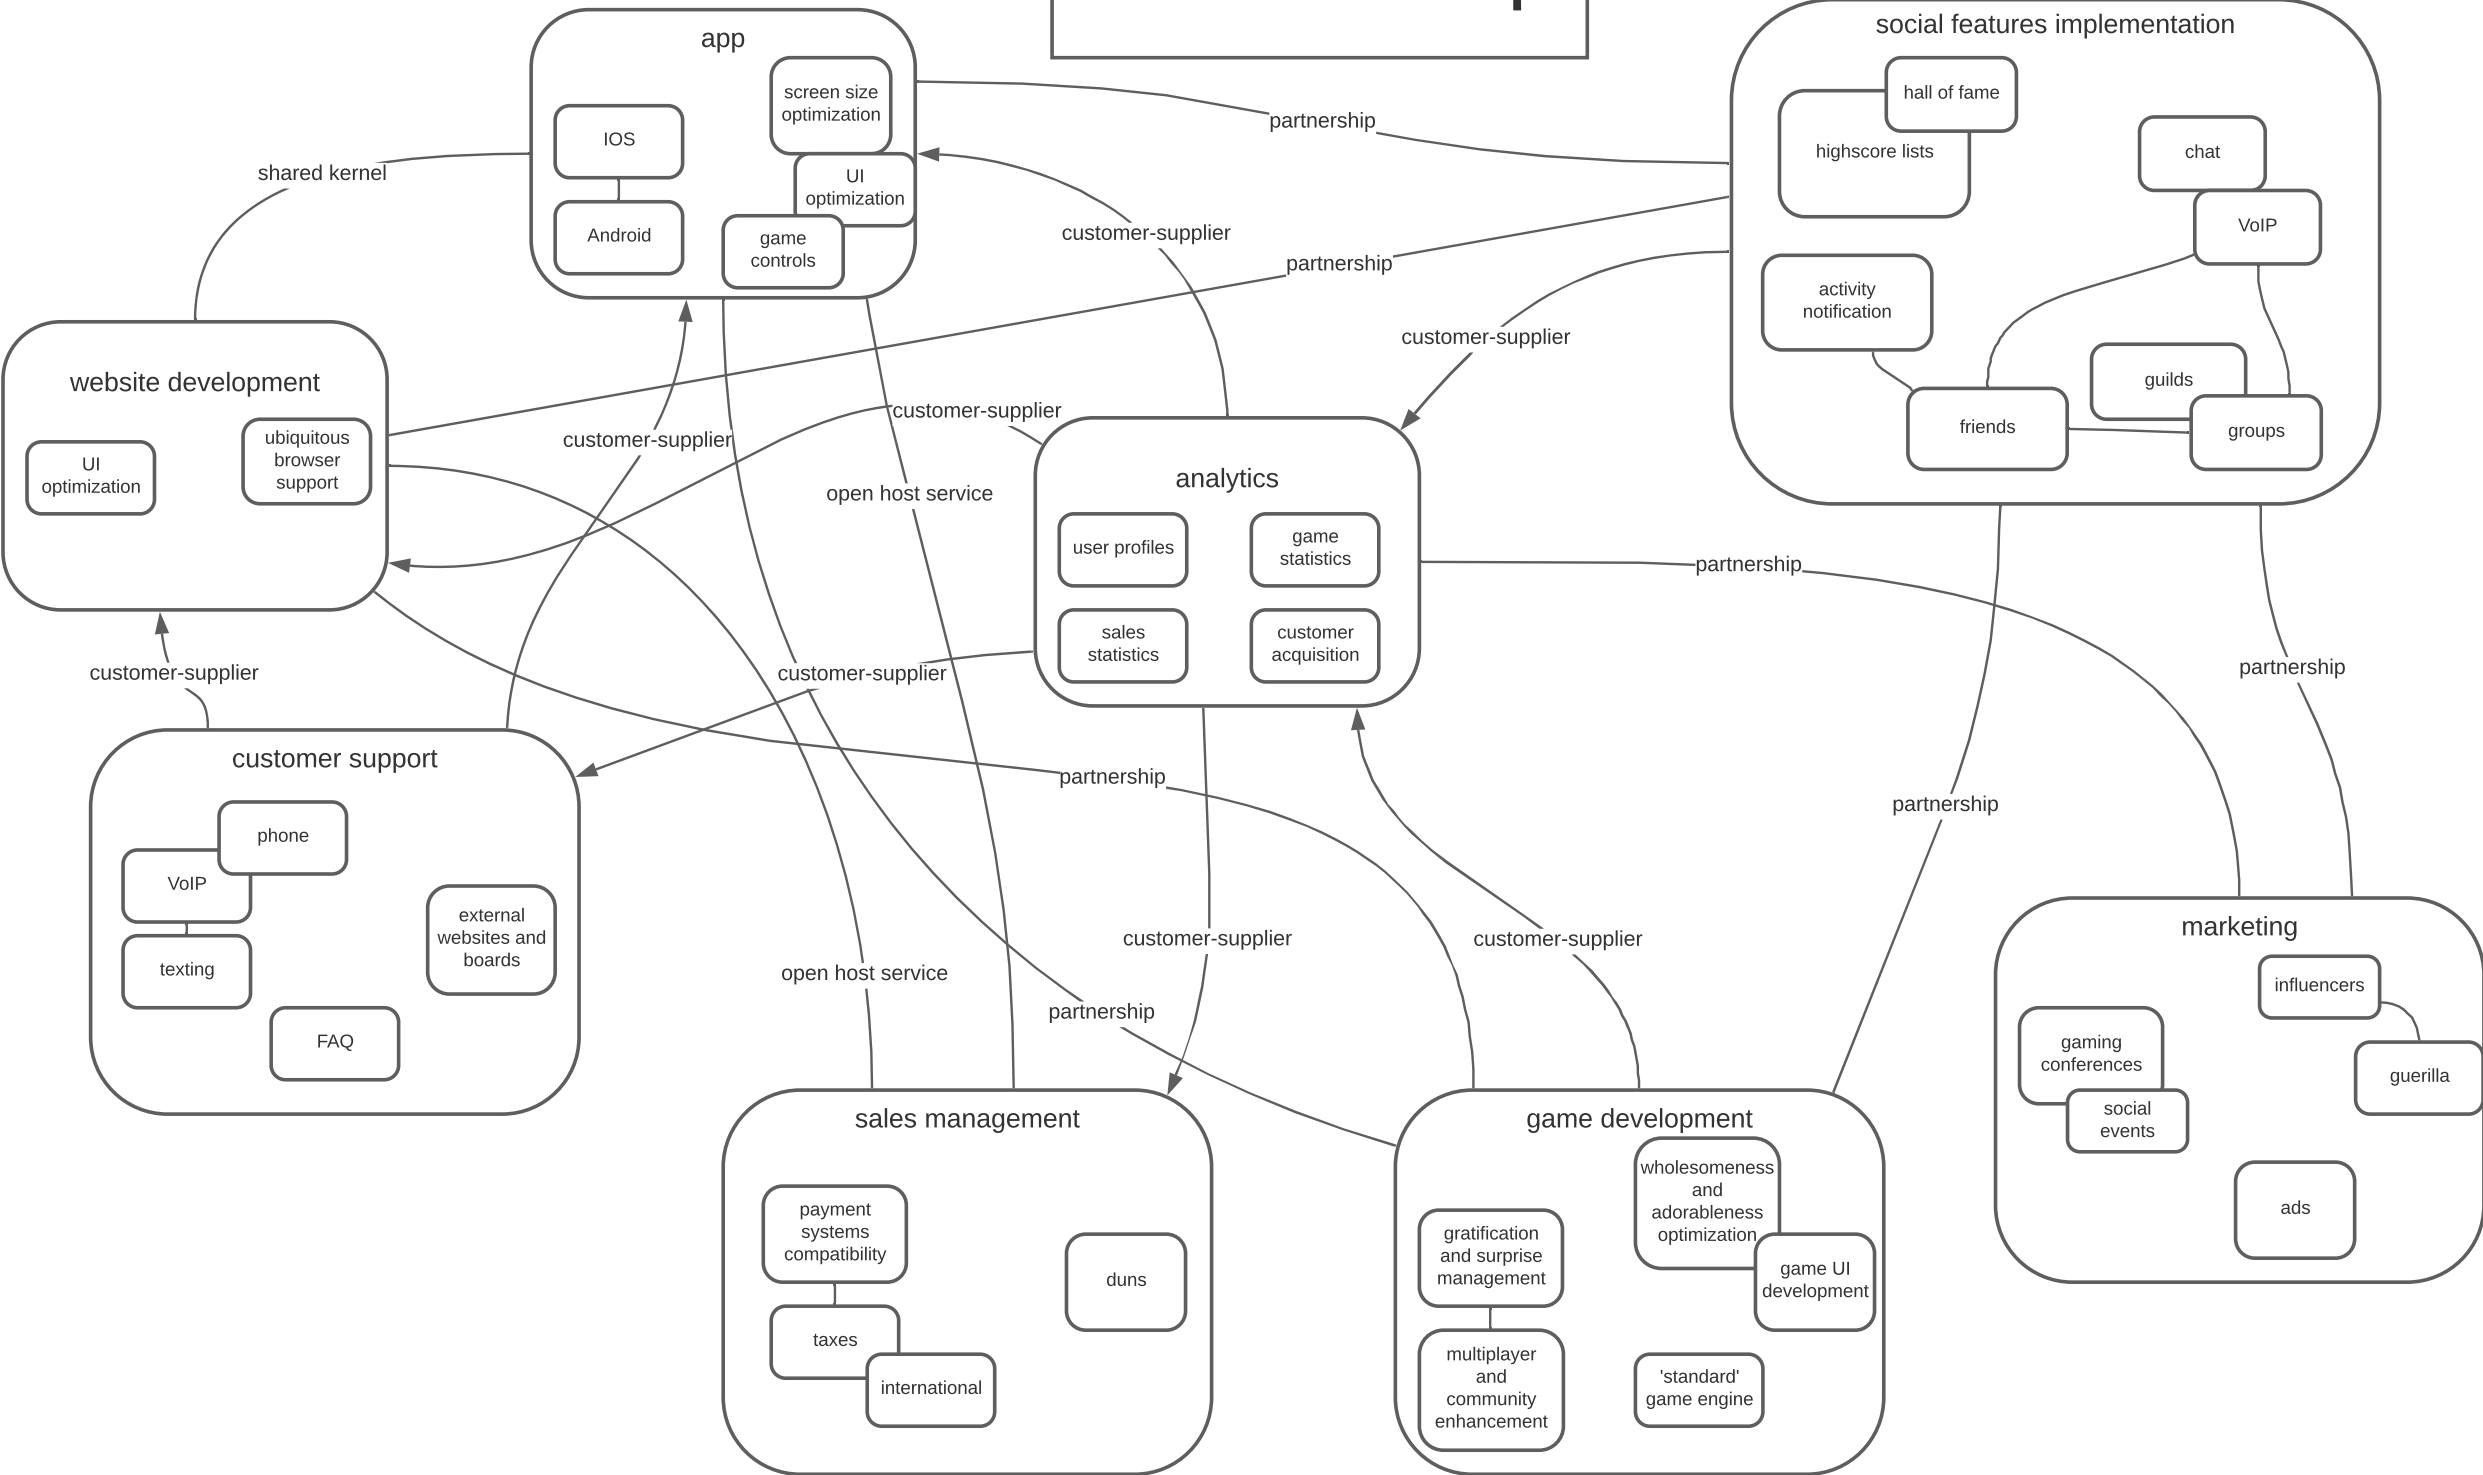 app
screen size
optimization
IOS
UI
optimization
Android
game
controls
social features implementation
hall of fame
highscore lists
chat
VoIP
activity
notification
guilds
friends
groups
partnership
shared kernel
customer-supplier
partnership
customer-supplier
website development
ubiquitous
browser
support
UI
optimization
customer-supplier
customer-supplier
open host service
analytics
user profiles
game
statistics
sales
statistics
customer
acquisition
partnership
partnership
customer-supplier
customer-supplier
customer support
phone
VoIP
external
websites and
boards
texting
FAQ
partnership
partnership
customer-supplier
customer-supplier
open host service
partnership
marketing
influencers
gaming
conferences
guerilla
social
events
ads
sales management
payment
systems
compatibility
duns
taxes
international
game development
wholesomeness
and
adorableness
optimization
gratification
and surprise
management
game UI
development
multiplayer
and
community
enhancement
'standard'
game engine